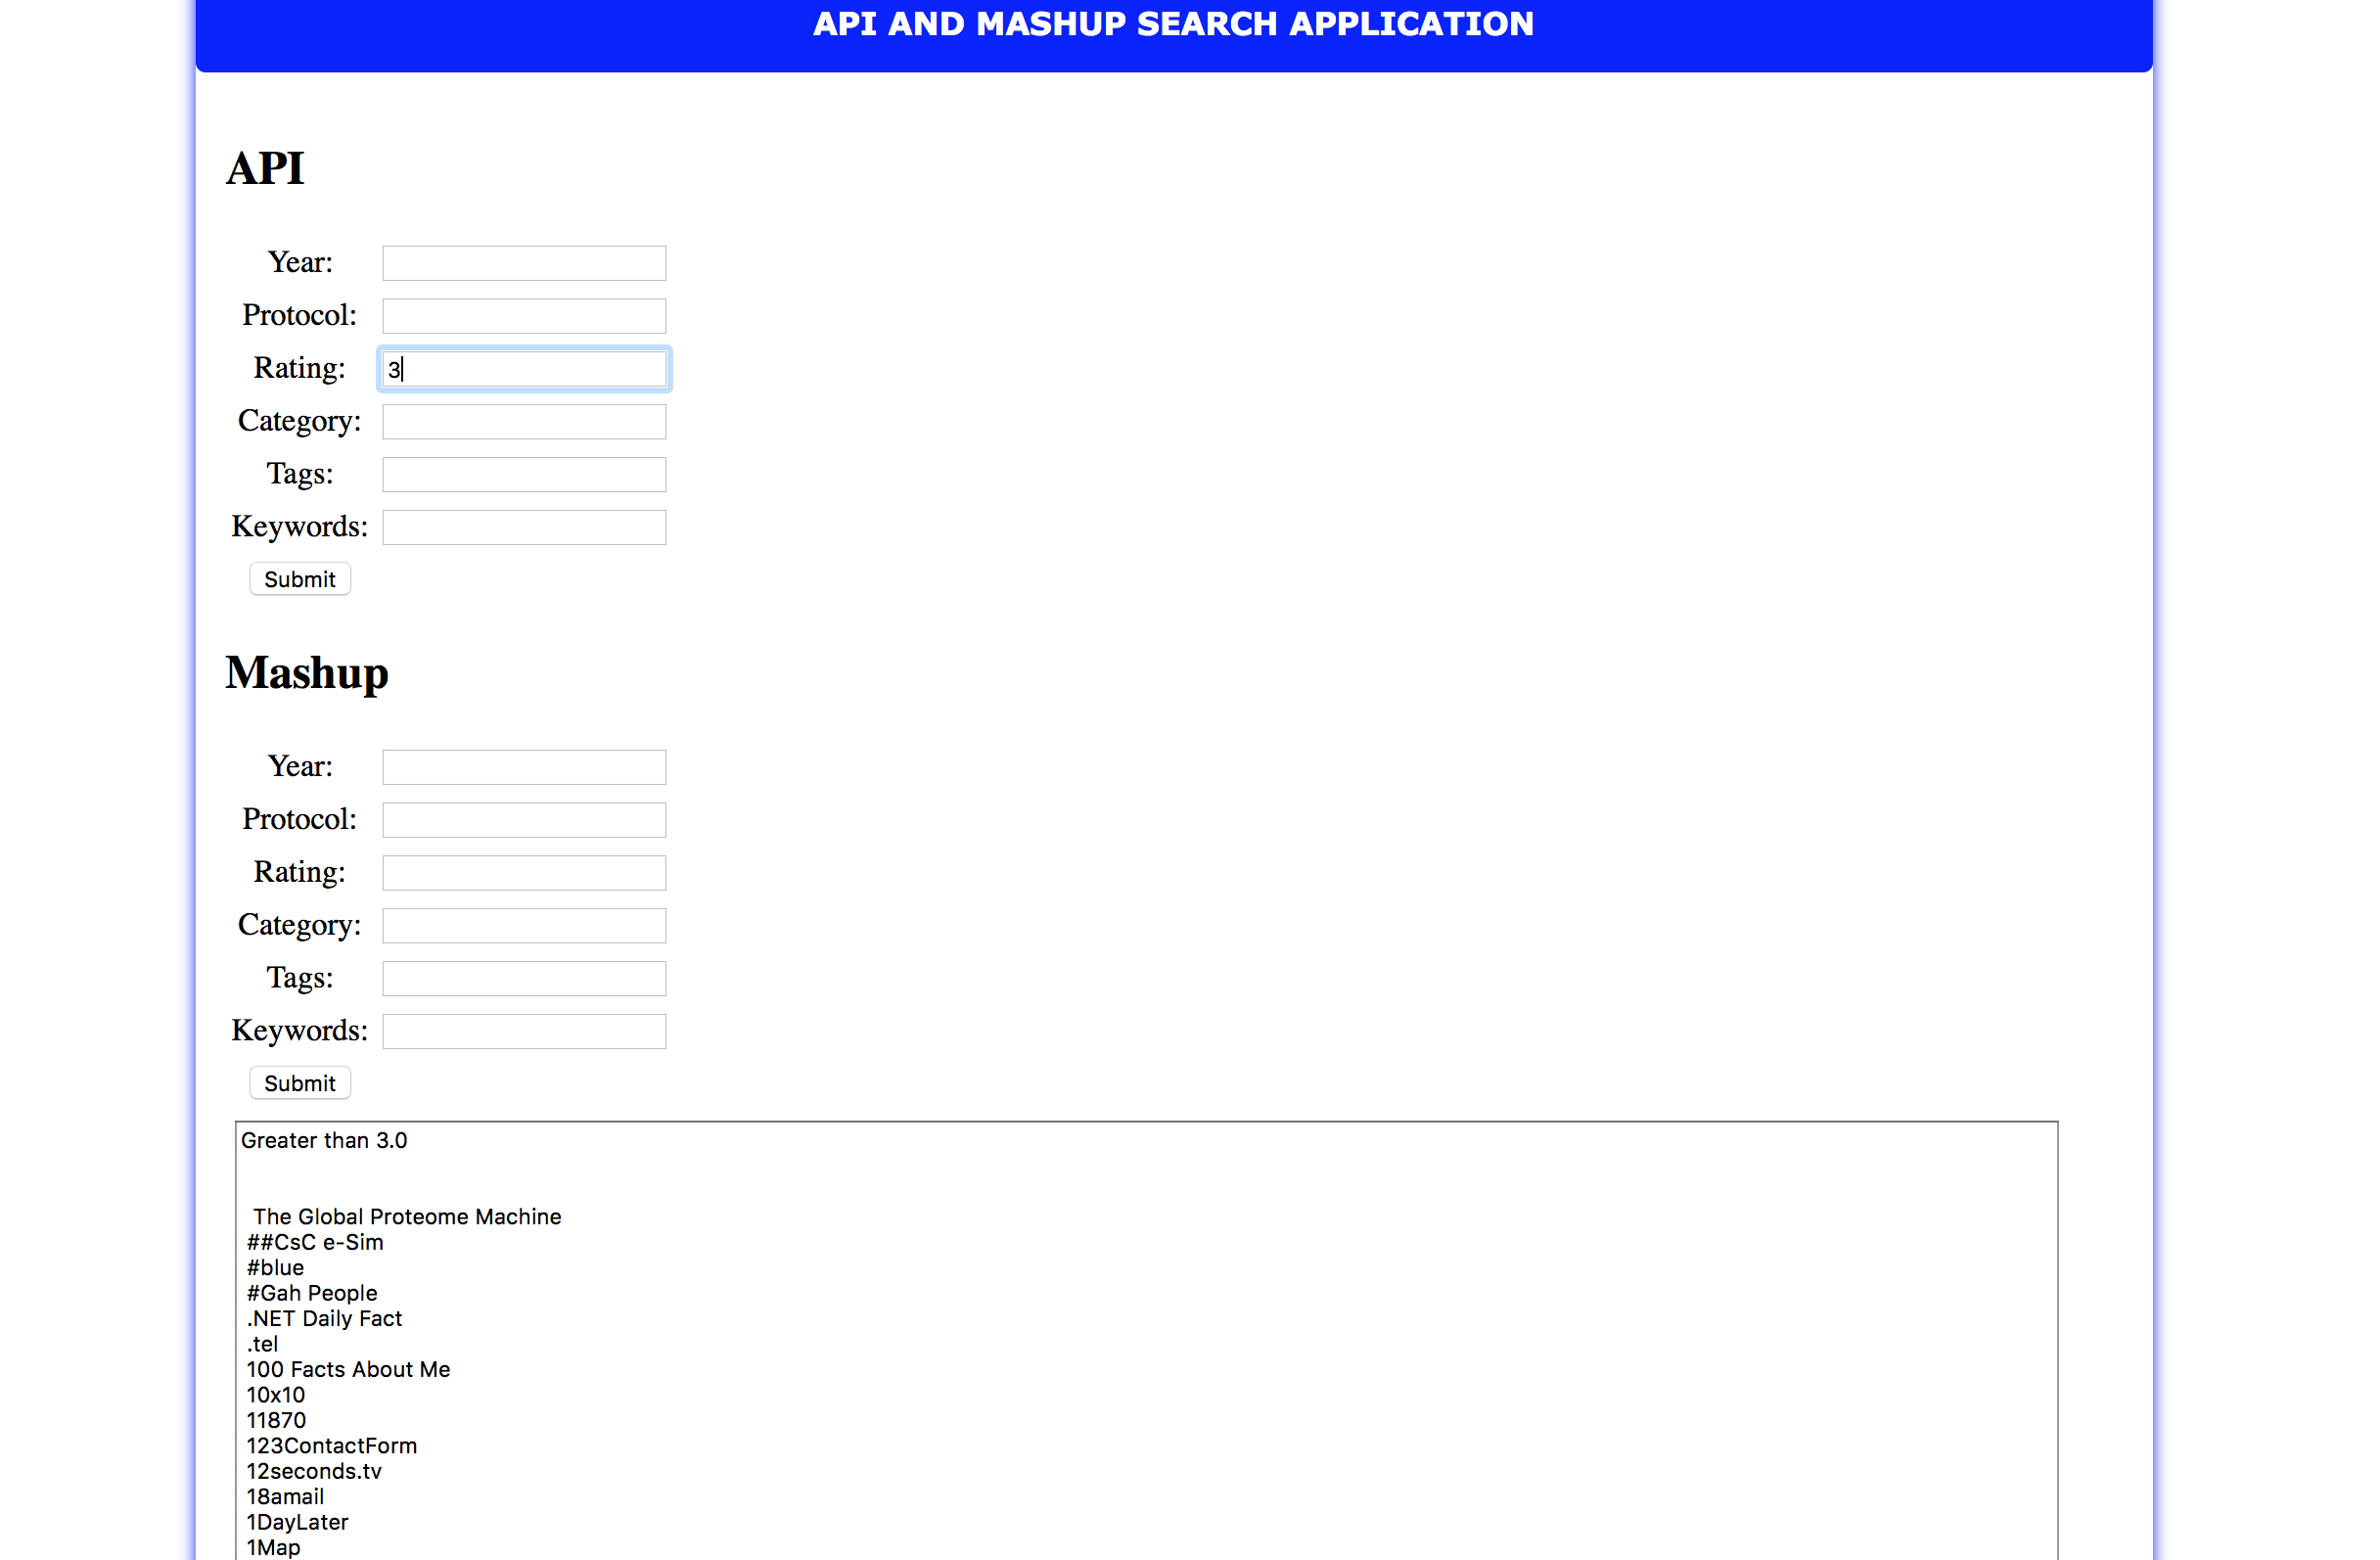 API AND MASHUP SEARCH APPLICATION
API
Year:
Protocol:
Rating: 3
Category:
Tags:
Keywords:
Submit
Mashup
Year:
Protocol:
Rating:
Category:
Tags:
Keywords:
Submit
Greater than 3.0
The Global Proteome Machine
##CsC e-Sim
#blue
#Gah People
.NET Daily Fact
.tel
100 Facts About Me
10x10
11870
123ContactForm
12seconds.tv
18amail
1DayLater
1Map